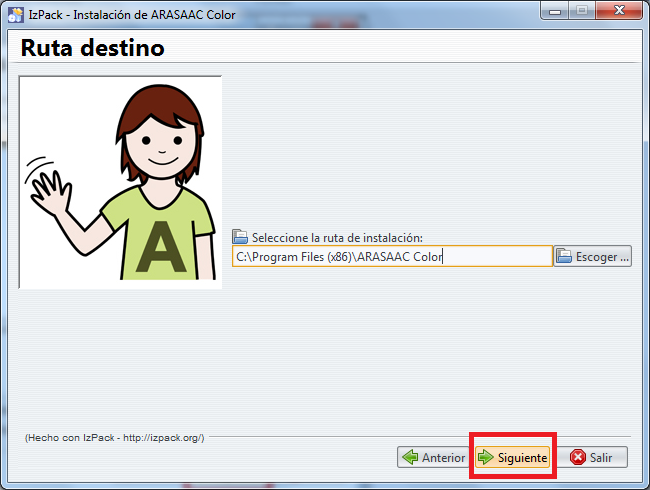 IzPack - Instalación de ARASAAC Color
Ruta destino
A
Seleccione la ruta de instalación:
C:\Program Files (x86)\ARASAAC Color
Escoger ...
(Hecho con IzPack - http://izpack.org/)
Anterior
Siguiente
Salir